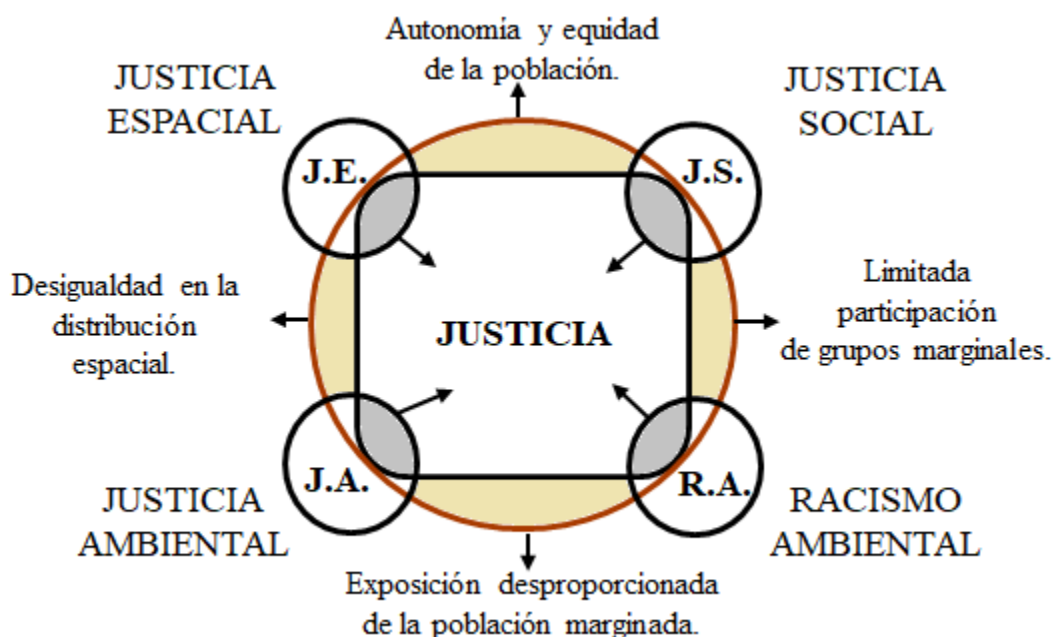 Autonomía y equidad
de la población.
JUSTICIA
ESPACIAL
JUSTICIA
SOCIAL
J.E.
J.S.
Desigualdad en la
distribución
espacial.
JUSTICIA
Limitada
participación
de grupos marginales.
J.A.
R.A.
JUSTICIA
AMBIENTAL
RACISMO
AMBIENTAL
Exposición desproporcionada
de la población marginada.